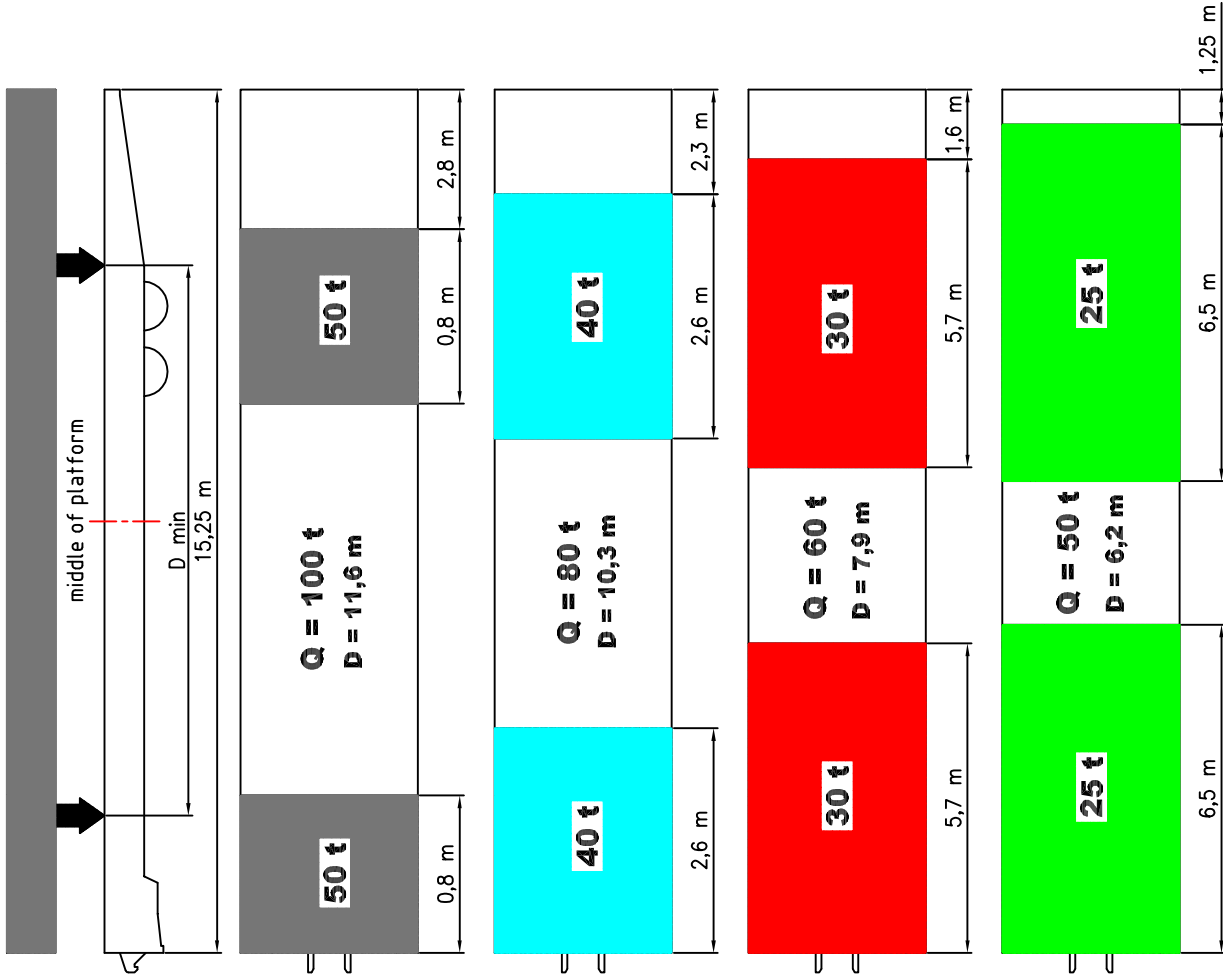 middle of platform
D min
15,25 m
50 t
Q = 100 t
D = 11,6 m
50 t
0,8 m
0,8 m
2,8 m
40 t
Q = 80 t
D = 10,3 m
40 t
2,6 m
2,6 m
2,3 m
30 t
Q = 60 t
D = 7,9 m
30 t
5,7 m
5,7 m
1,6 m
25 t
Q = 50 t
D = 6,2 m
25 t
6,5 m
6,5 m
1,25 m